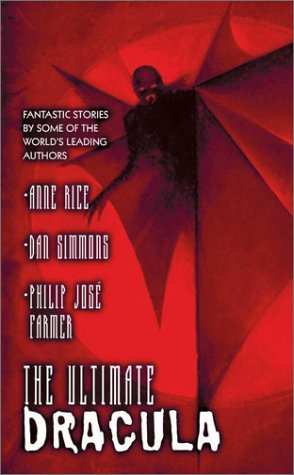 FANTASTIC STORIES
BY SOME OF THE
WORLD'S LEADING
AUTHORS
•ANNE RICE
•DAN SIMMONS
•PHILIP JOSÉ
FARMER
THE ULTIMATE
DRACULA